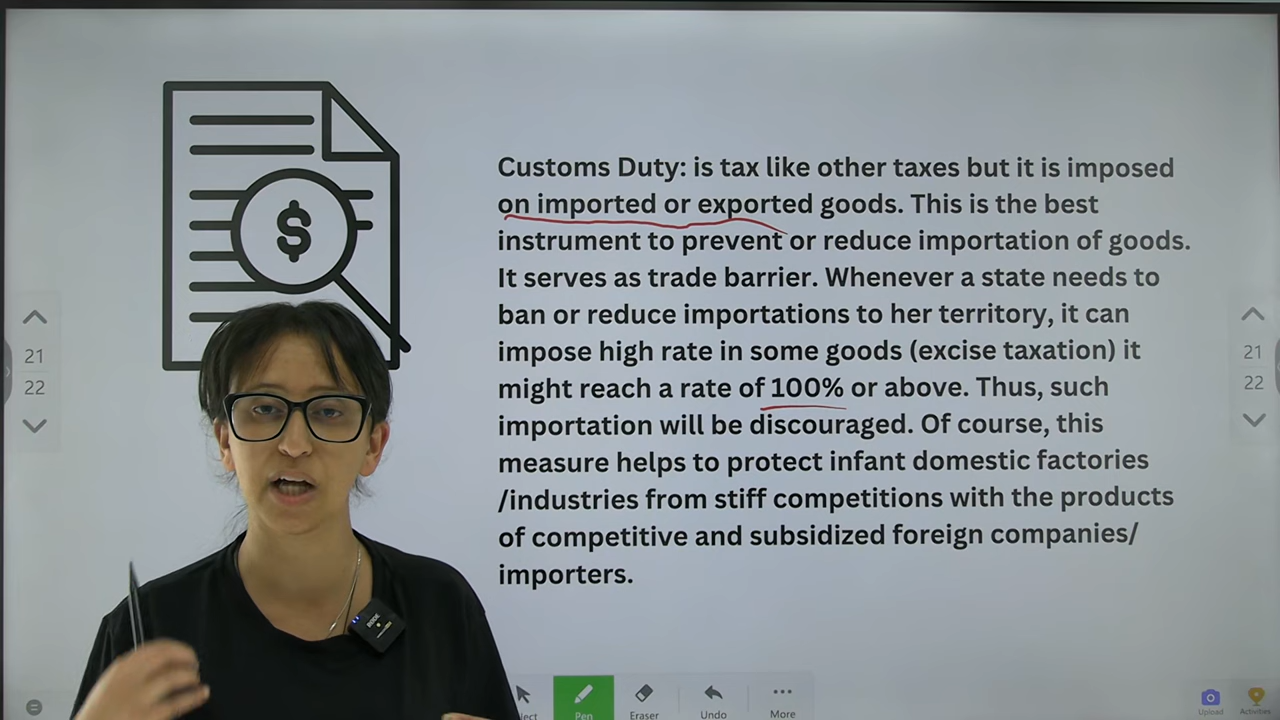 Customs Duty: is tax like other taxes but it is imposed
on imported or exported goods. This is the best
instrument to prevent or reduce importation of goods.
It serves as trade barrier. Whenever a state needs to
ban or reduce importations to her territory, it can
impose high rate in some goods (excise taxation) it
might reach a rate of 100% or above. Thus, such
importation will be discouraged. Of course, this
measure helps to protect infant domestic factories
/industries from stiff competitions with the products
of competitive and subsidized foreign companies/
importers.
$
21
22
21
22
RODE
Pen
Eraser
Undo
More
Upload
Activities